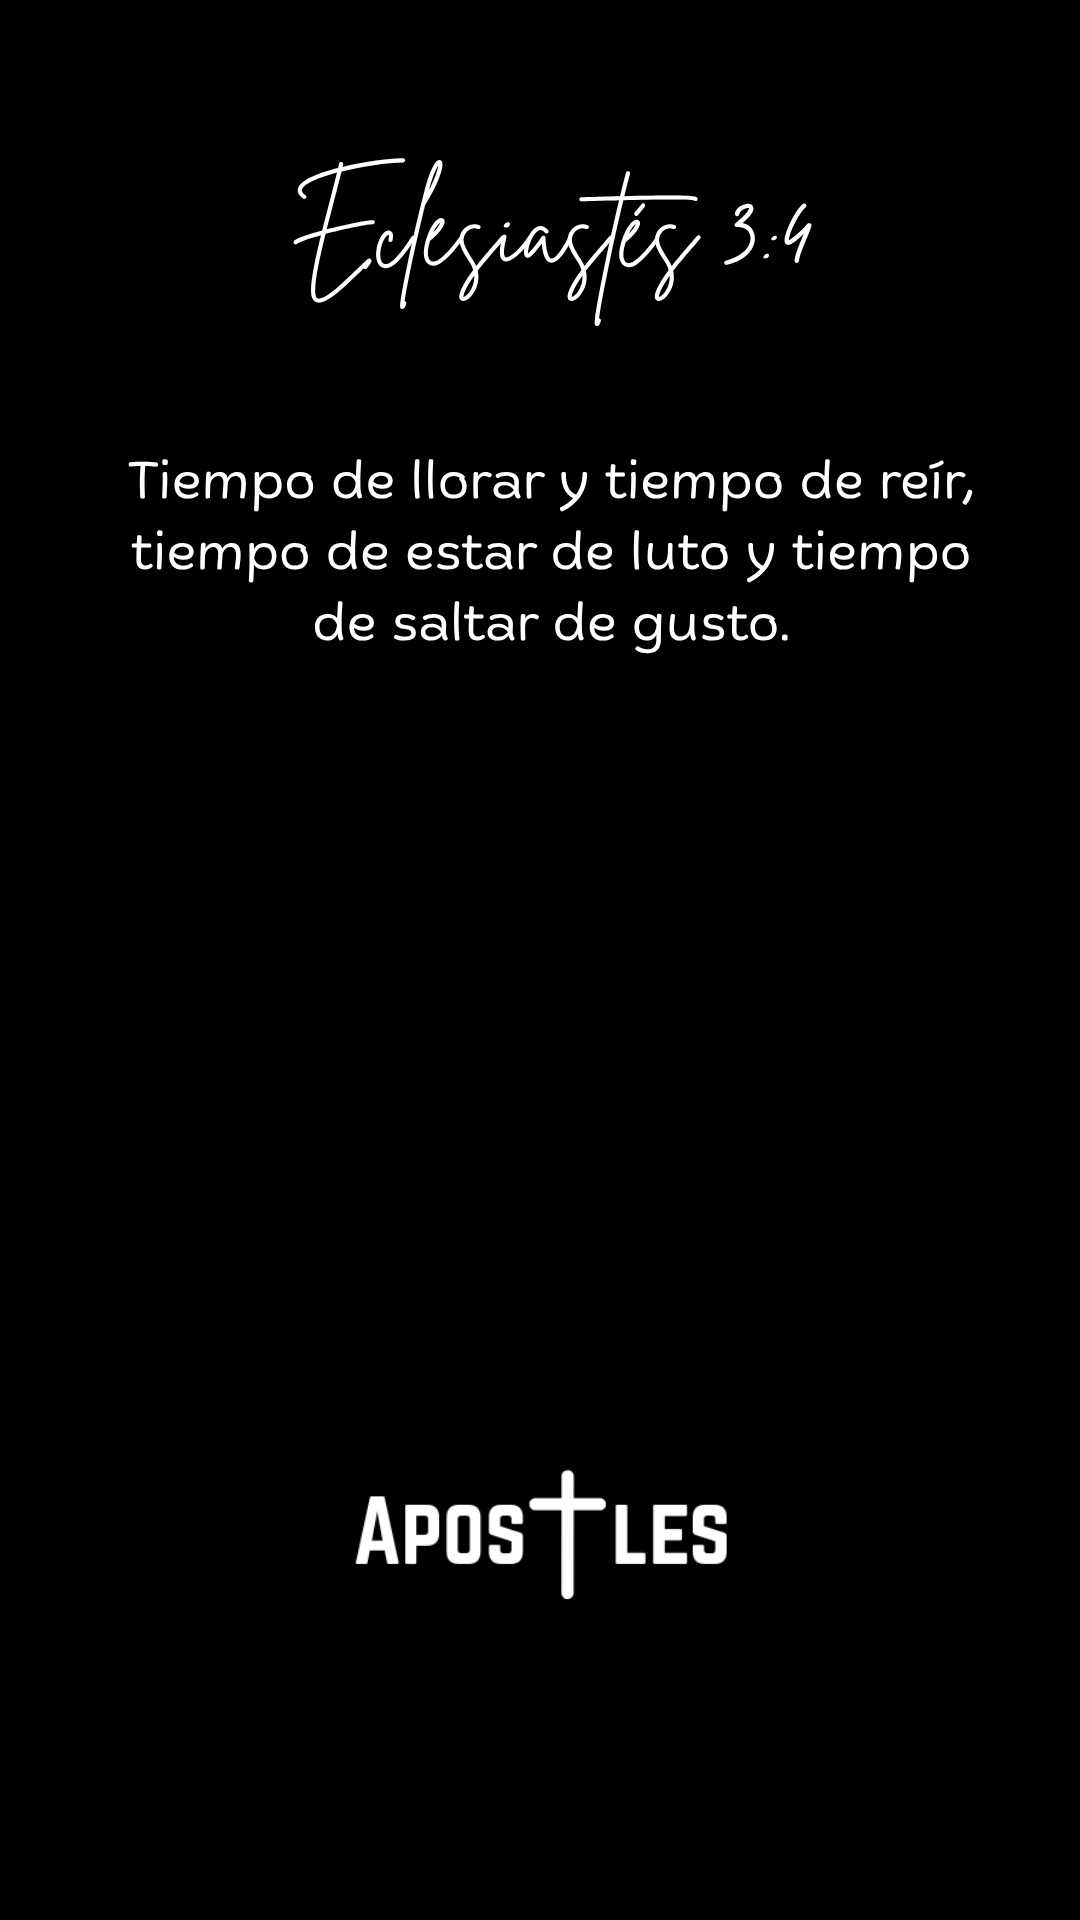 Eclesiastés 3:4
Tiempo de llorar y tiempo de reír,
tiempo de estar de luto y tiempo
de saltar de gusto.
APOSTLES